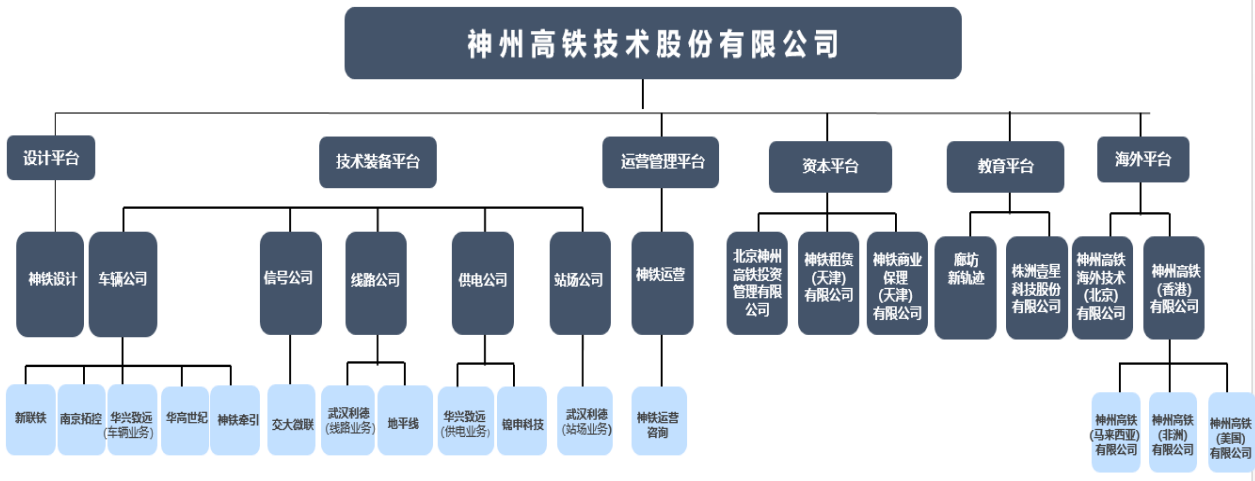 神州高铁技术股份有限公司
设计平台
技术装备平台
运营管理平台
资本平台
教育平台
海外平台
神铁设计
车辆公司
信号公司
线路公司
供电公司
站场公司
神铁运营
北京神州
高铁投资
管理有限
公司
神铁租赁
(天津)
有限公司
神铁商业
保理
(天津)
有限公司
廊坊
新轨迹
株洲壹星
科技股份
有限公司
神州高铁
海外技术
(北京)
有限公司
神州高铁
(香港)
有限公司
新联铁
南京拓控
华兴致远
(车辆业务)
华高世纪
神铁牵引
交大微联
武汉利德
(线路业务)
地平线
华兴致远
(供电业务)
锦申科技
武汉利德
(站场业务)
神铁运营
咨询
神州高铁
(马来西亚)
有限公司
神州高铁
(非洲)
有限公司
神州高铁
(美国)
有限公司